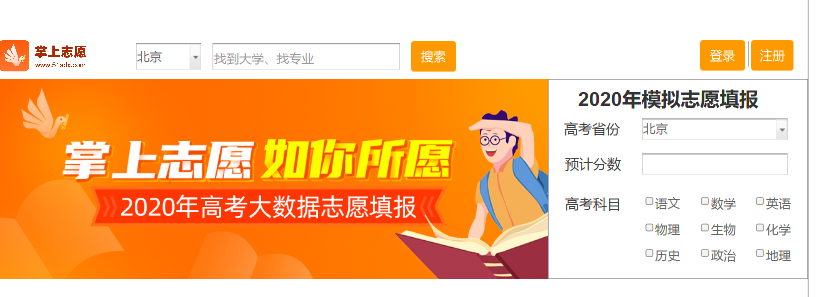 掌上志愿
北京
找到大学、找专业
搜索
登录
注册
掌上志愿 如你所愿
2020年高考大数据志愿填报
2020年模拟志愿填报
高考省份 北京
预计分数
高考科目 语文 数学 英语
物理 生物 化学
历史 政治 地理